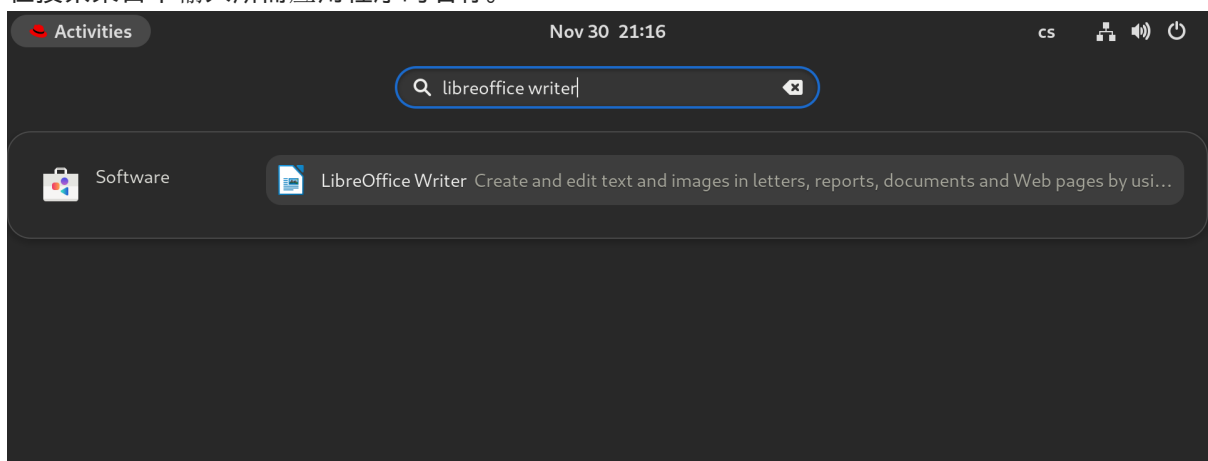 Activities
Nov 30 21:16
cs
libreoffice writer
Software
LibreOffice Writer Create and edit text and images in letters, reports, documents and Web pages by usi...